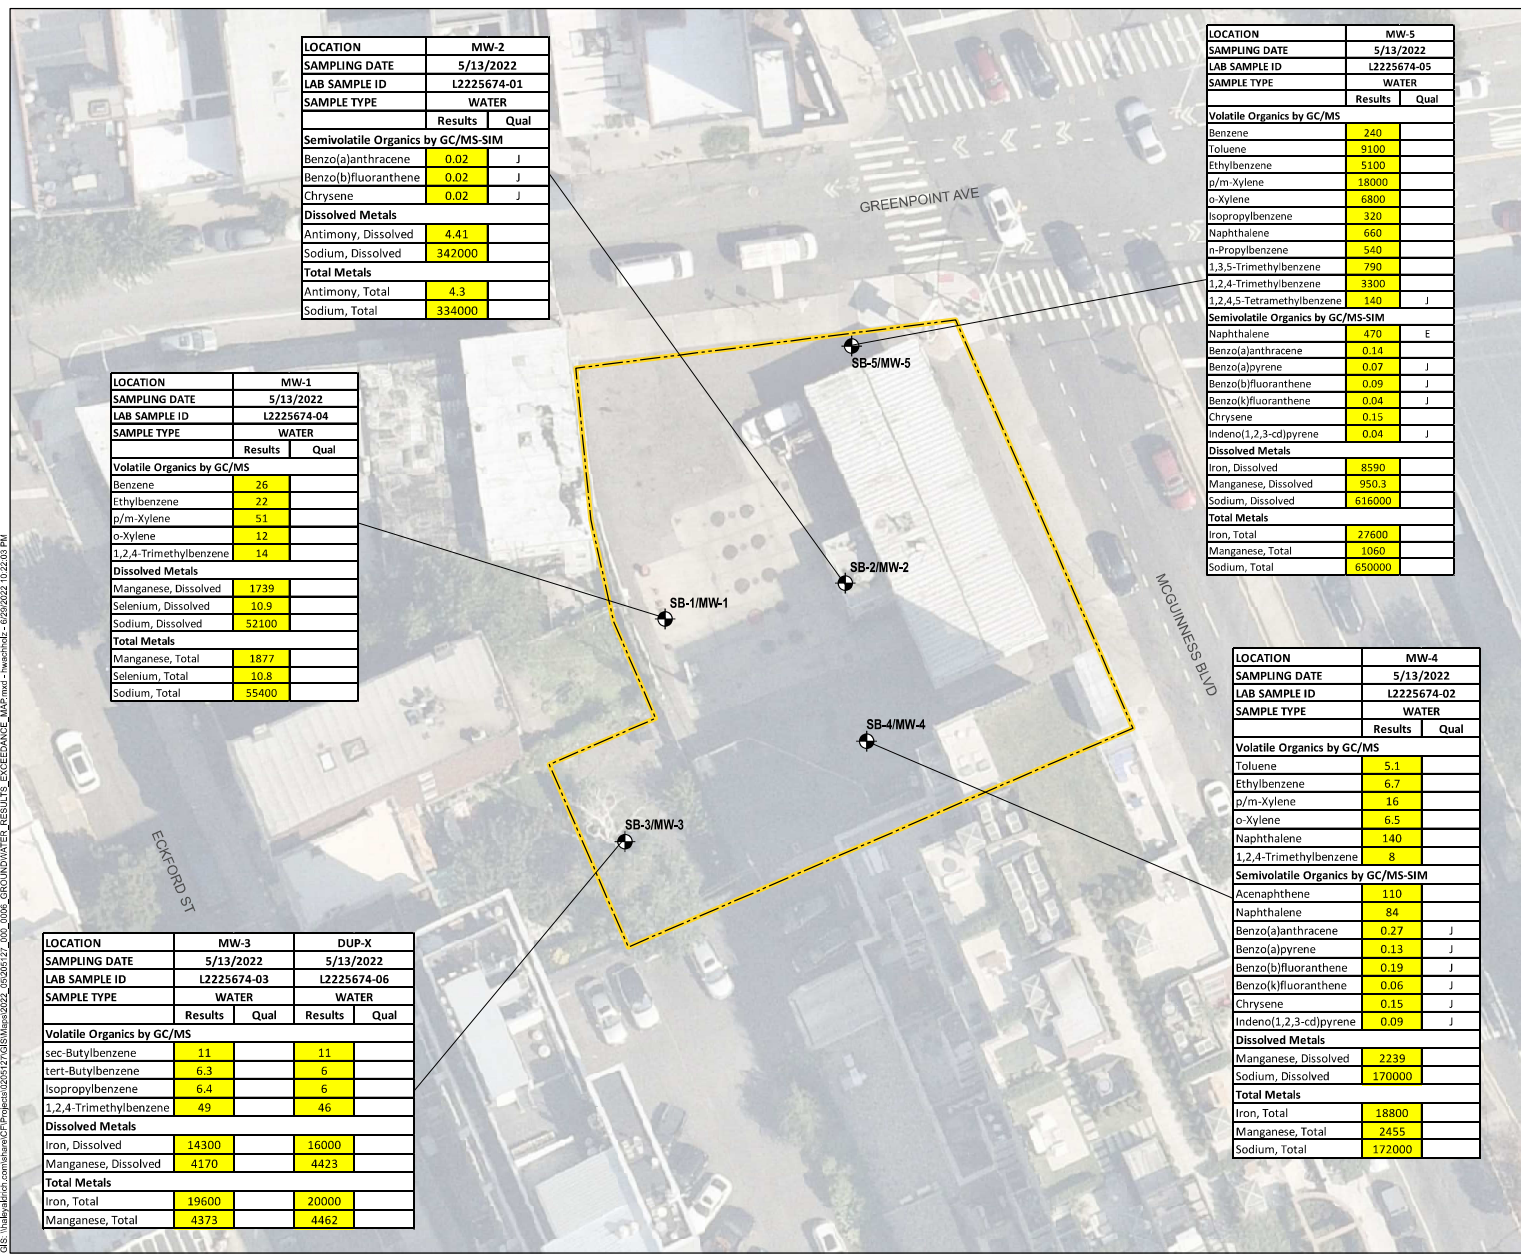 LOCATION MW-2
SAMPLING DATE 5/13/2022
LAB SAMPLE ID L2225674-01
SAMPLE TYPE WATER
Results Qual
Semivolatile Organics by GC/MS-SIM
Benzo(a)anthracene 0.02 J
Benzo(b)fluoranthene 0.02 J
Chrysene 0.02 J
Dissolved Metals
Antimony, Dissolved 4.41
Sodium, Dissolved 342000
Total Metals
Antimony, Total 4.3
Sodium, Total 334000
LOCATION MW-5
SAMPLING DATE 5/13/2022
LAB SAMPLE ID L2225674-05
SAMPLE TYPE WATER
Results Qual
Volatile Organics by GC/MS
Benzene 240
Toluene 9100
Ethylbenzene 5100
p/m-Xylene 18000
o-Xylene 6800
Isopropylbenzene 320
Naphthalene 660
n-Propylbenzene 540
1,3,5-Trimethylbenzene 790
1,2,4-Trimethylbenzene 3300
1,2,4,5-Tetramethylbenzene 140 J
Semivolatile Organics by GC/MS-SIM
Naphthalene 470 E
Benzo(a)anthracene 0.14
Benzo(a)pyrene 0.07 J
Benzo(b)fluoranthene 0.09 J
Benzo(k)fluoranthene 0.04 J
Chrysene 0.15
Indeno(1,2,3-cd)pyrene 0.04 J
Dissolved Metals
Iron, Dissolved 8590
Manganese, Dissolved 950.3
Sodium, Dissolved 616000
Total Metals
Iron, Total 27600
Manganese, Total 1060
Sodium, Total 650000
GREENPOINT AVE
SB-5/MW-5
LOCATION MW-1
SAMPLING DATE 5/13/2022
LAB SAMPLE ID L2225674-04
SAMPLE TYPE WATER
Results Qual
Volatile Organics by GC/MS
Benzene 26
Ethylbenzene 22
p/m-Xylene 51
o-Xylene 12
1,2,4-Trimethylbenzene 14
Dissolved Metals
Manganese, Dissolved 1739
Selenium, Dissolved 10.9
Sodium, Dissolved 52100
Total Metals
Manganese, Total 1877
Selenium, Total 10.8
Sodium, Total 55400
SB-2/MW-2
SB-1/MW-1
MCGUINNESS BLVD
SB-4/MW-4
SB-3/MW-3
ECKFORD ST
LOCATION MW-4
SAMPLING DATE 5/13/2022
LAB SAMPLE ID L2225674-02
SAMPLE TYPE WATER
Results Qual
Volatile Organics by GC/MS
Toluene 5.1
Ethylbenzene 6.7
p/m-Xylene 16
o-Xylene 6.5
Naphthalene 140
1,2,4-Trimethylbenzene 8
Semivolatile Organics by GC/MS-SIM
Acenaphthene 110
Naphthalene 84
Benzo(a)anthracene 0.27 J
Benzo(a)pyrene 0.13 J
Benzo(b)fluoranthene 0.19 J
Benzo(k)fluoranthene 0.06 J
Chrysene 0.15 J
Indeno(1,2,3-cd)pyrene 0.09 J
Dissolved Metals
Manganese, Dissolved 2239
Sodium, Dissolved 170000
Total Metals
Iron, Total 18800
Manganese, Total 2455
Sodium, Total 172000
LOCATION MW-3 DUP-X
SAMPLING DATE 5/13/2022 5/13/2022
LAB SAMPLE ID L2225674-03 L2225674-06
SAMPLE TYPE WATER WATER
Results Qual Results Qual
Volatile Organics by GC/MS
sec-Butylbenzene 11 11
tert-Butylbenzene 6.3 6
Isopropylbenzene 6.4 6
1,2,4-Trimethylbenzene 49 46
Dissolved Metals
Iron, Dissolved 14300 16000
Manganese, Dissolved 4170 4423
Total Metals
Iron, Total 19600 20000
Manganese, Total 4373 4462
GIS: \\haleyaldrich.com\share\CF\Projects\0205127\GIS\Maps\2022_05\205127_000_0006_GROUNDWATER_RESULTS_EXCEEDANCE_MAP.mxd - hwachholz - 6/29/2022 10:22:03 PM